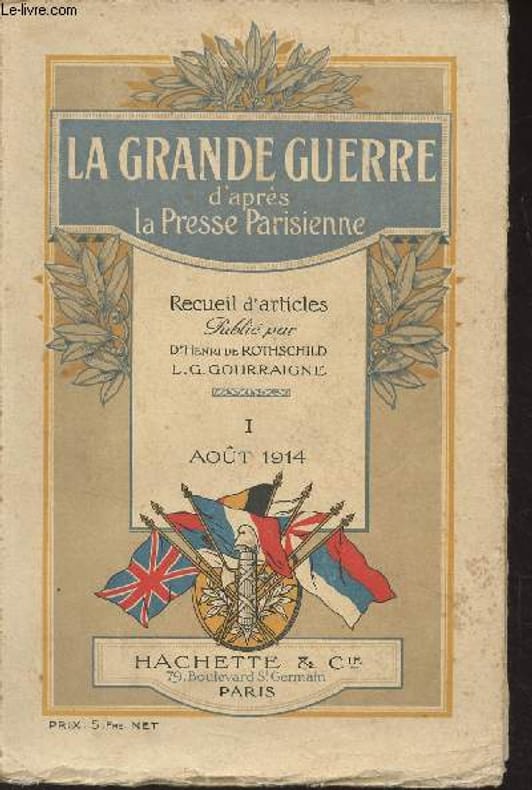 Le-livre.com
LA GRANDE GUERRE
d'après
la Presse Parisienne
Recueil d'articles
Publié par
Dr HENRI DE ROTHSCHILD
L.G. GOURRAIGNE
I
AOÛT 1914
HACHETTE & CIE
79, Boulevard St Germain
PARIS
PRIX: 5 FRS. NET